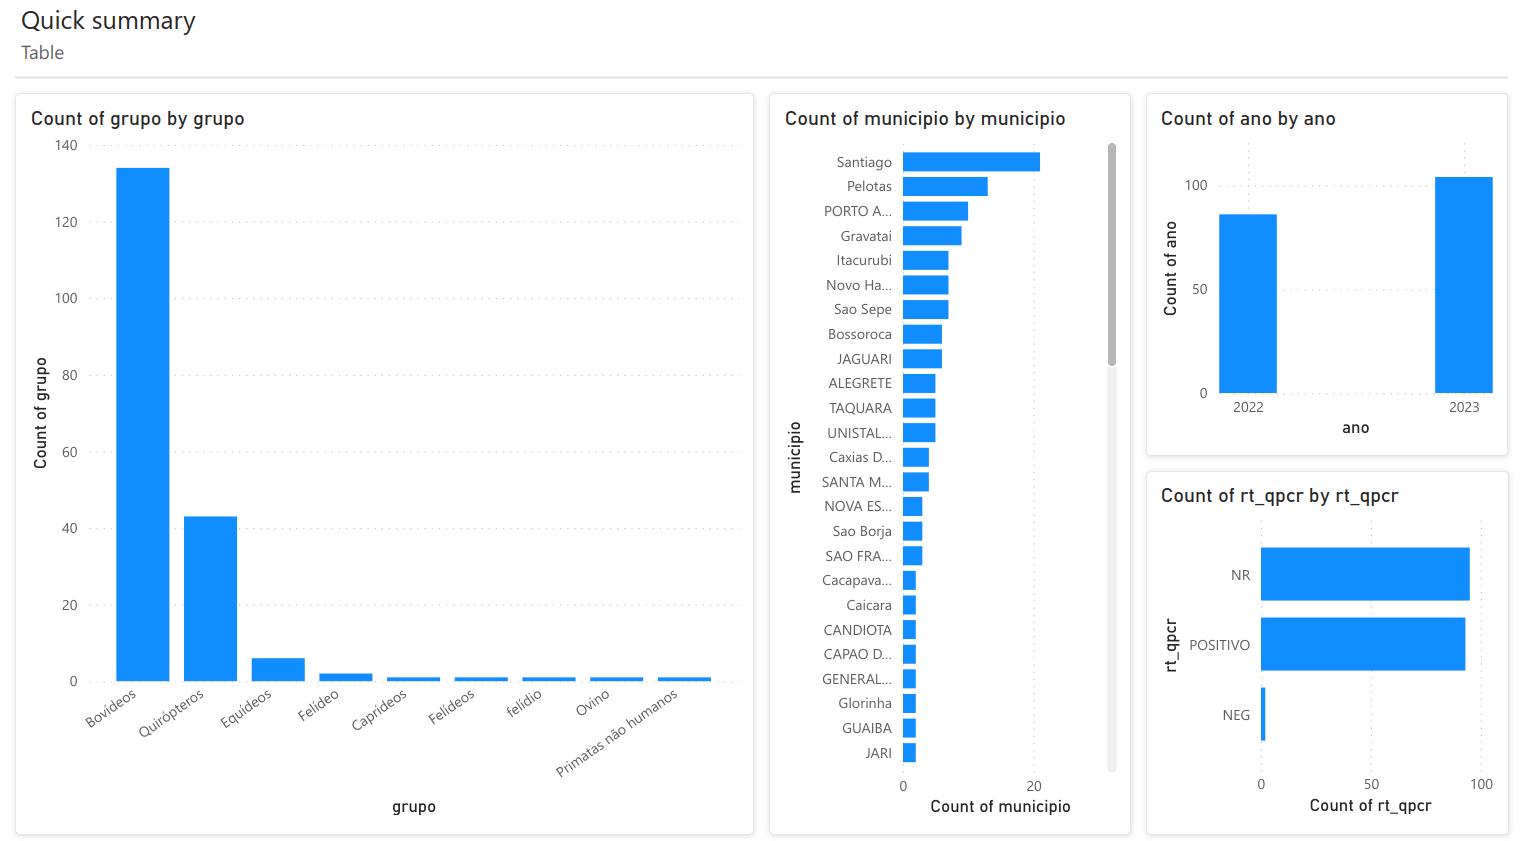 Quick summary
Table
Count of grupo by grupo
140
120
100
80
60
40
20
0
Count of grupo
Bovídeos
Quirópteros
Equídeos
Felídeo
Caprídeos
Felídeos
felídio
Ovino
Primatas não humanos
grupo
Count of municipio by municipio
municipio
Santiago
Pelotas
PORTO A...
Gravatai
Itacurubi
Novo Ha...
Sao Sepe
Bossoroca
JAGUARI
ALEGRETE
TAQUARA
UNISTAL...
Caxias D...
SANTA M...
NOVA ES...
Sao Borja
SAO FRA...
Cacapava...
Caicara
CANDIOTA
CAPAO D...
GENERAL...
Glorinha
GUAIBA
JARI
0 20
Count of municipio
Count of ano by ano
Count of ano
100
50
0
2022 2023
ano
Count of rt_qpcr by rt_qpcr
rt_qpcr
NR
POSITIVO
NEG
0 50 100
Count of rt_qpcr